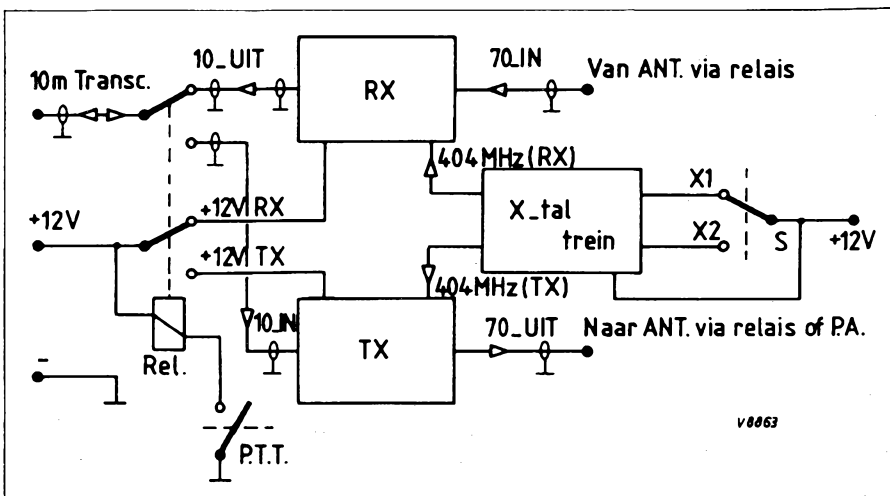 10m Transc.
10_UIT
RX
70_IN
Van ANT. via relais
404MHz(RX)
X_tal
trein
X1
X2
S
+12V
+12V
+12V RX
+12V TX
404MHz(TX)
10_IN
TX
70_UIT
Naar ANT. via relais of P.A.
Rel.
-
P.T.T.
V8863